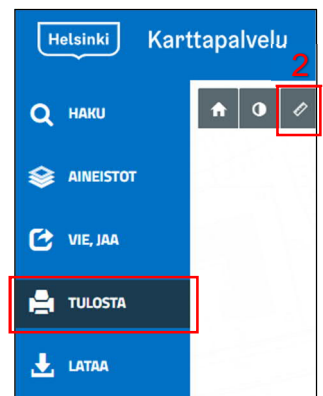 Helsinki Karttapalvelu
2
HAKU
AINEISTOT
VIE, JAA
TULOSTA
LATAA